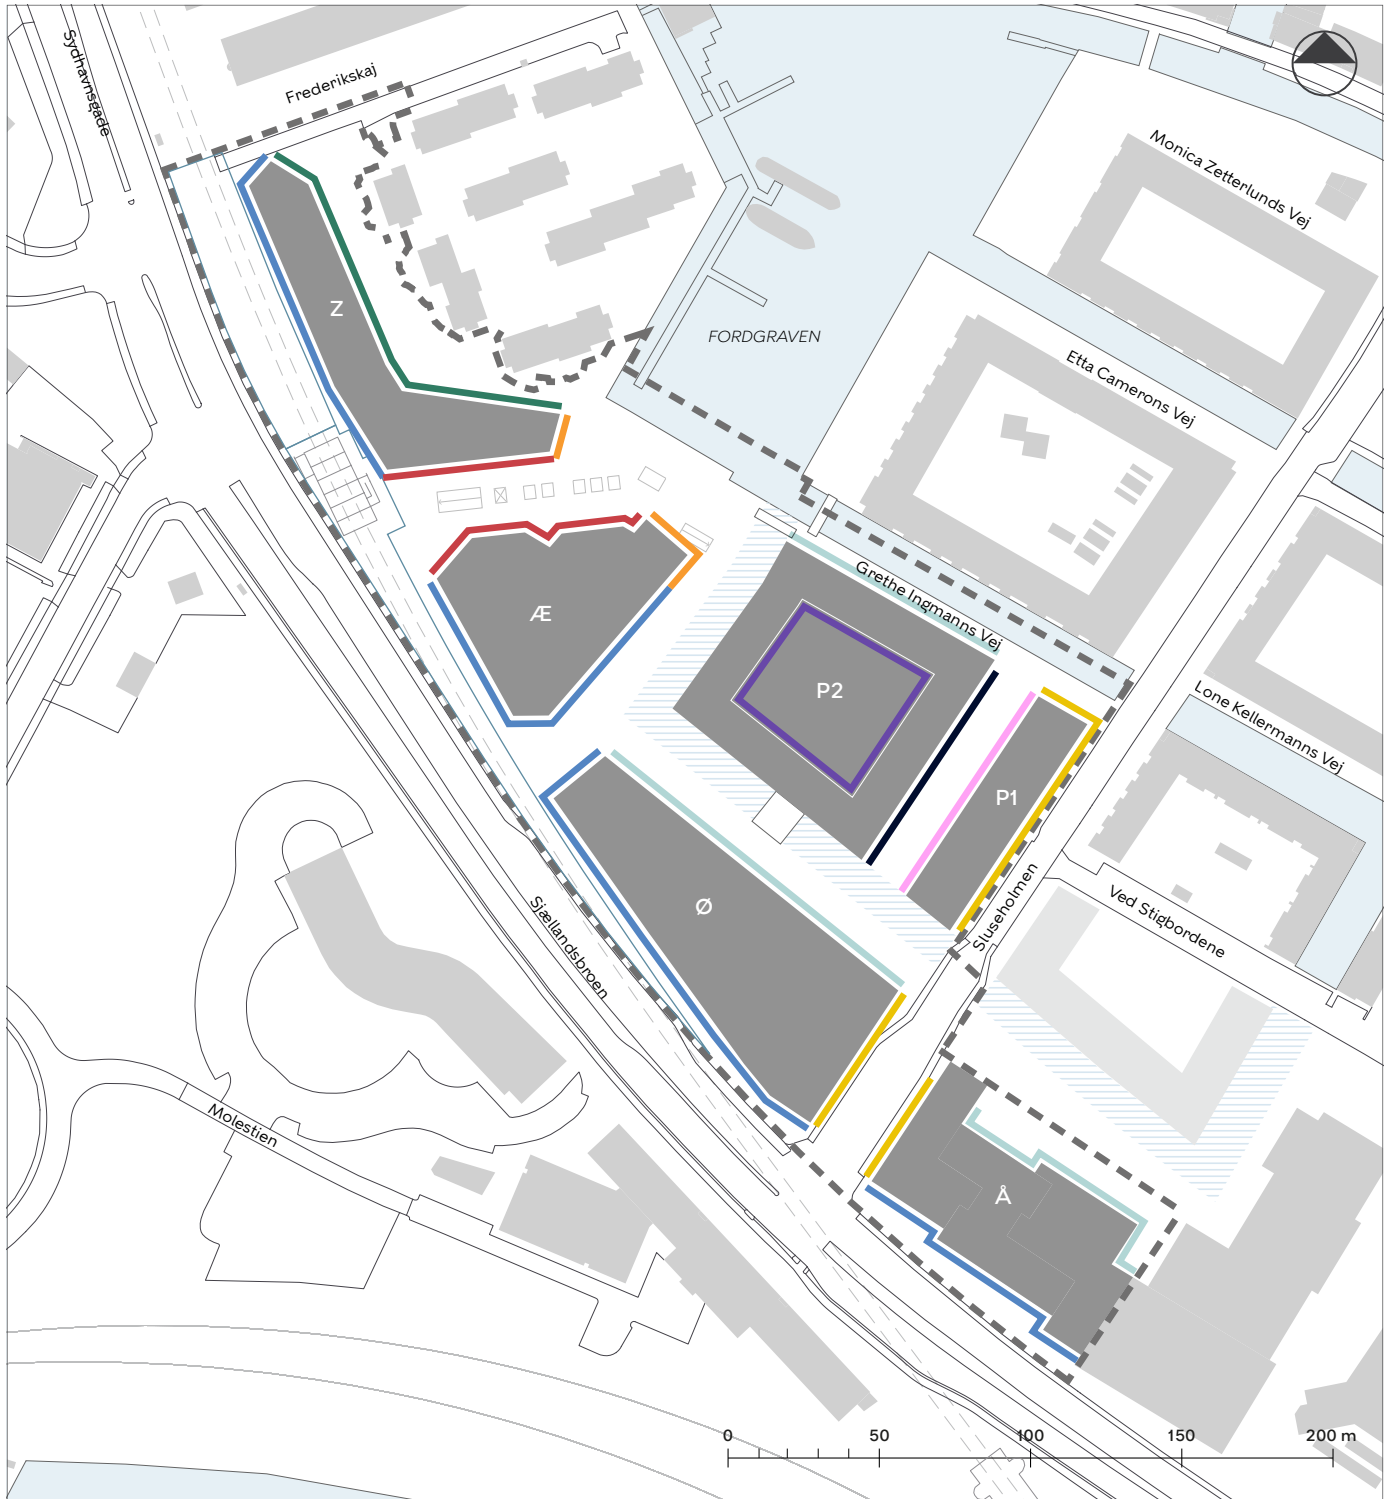 Sydhavnsgade
Frederikskaj
Monica Zetterlunds Vej
Z
FORDGRAVEN
Etta Camerons Vej
Grethe Ingmanns Vej
Æ
P2
Lone Kellermanns Vej
P1
Ø
Sluseholmen
Ved Stigbordene
Sjællandsbroen
Molestien
Å
0 50 100 150 200 m